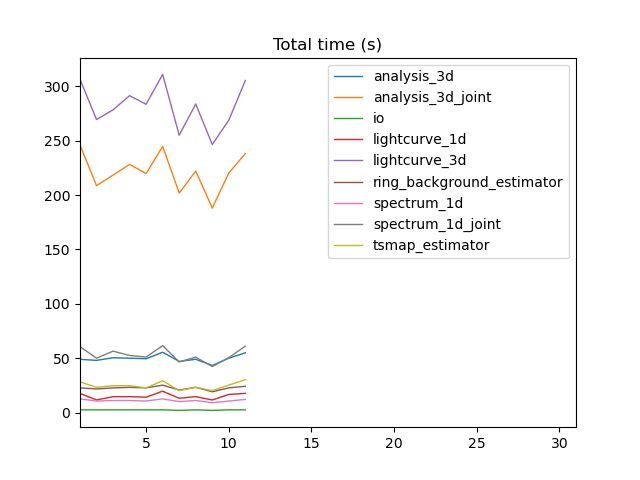 Total time (s)
300
250
200
150
100
50
0
5 10 15 20 25 30
analysis_3d
analysis_3d_joint
io
lightcurve_1d
lightcurve_3d
ring_background_estimator
spectrum_1d
spectrum_1d_joint
tsmap_estimator